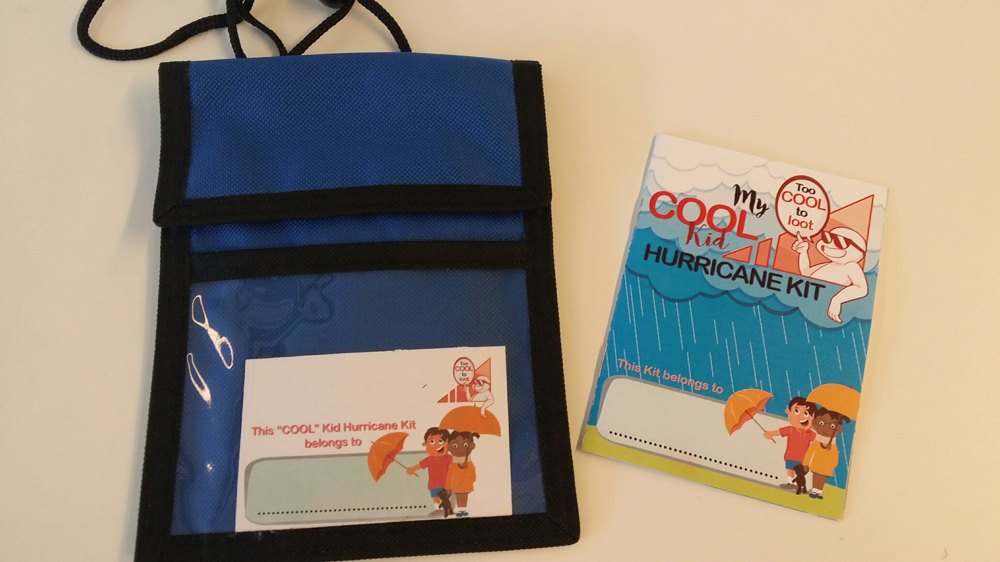 Too
COOL
to
loot
This “COOL” Kid Hurricane Kit
belongs to
My
COOL
Kid
HURRICANE KIT
Too
COOL
to
loot
This Kit belongs to